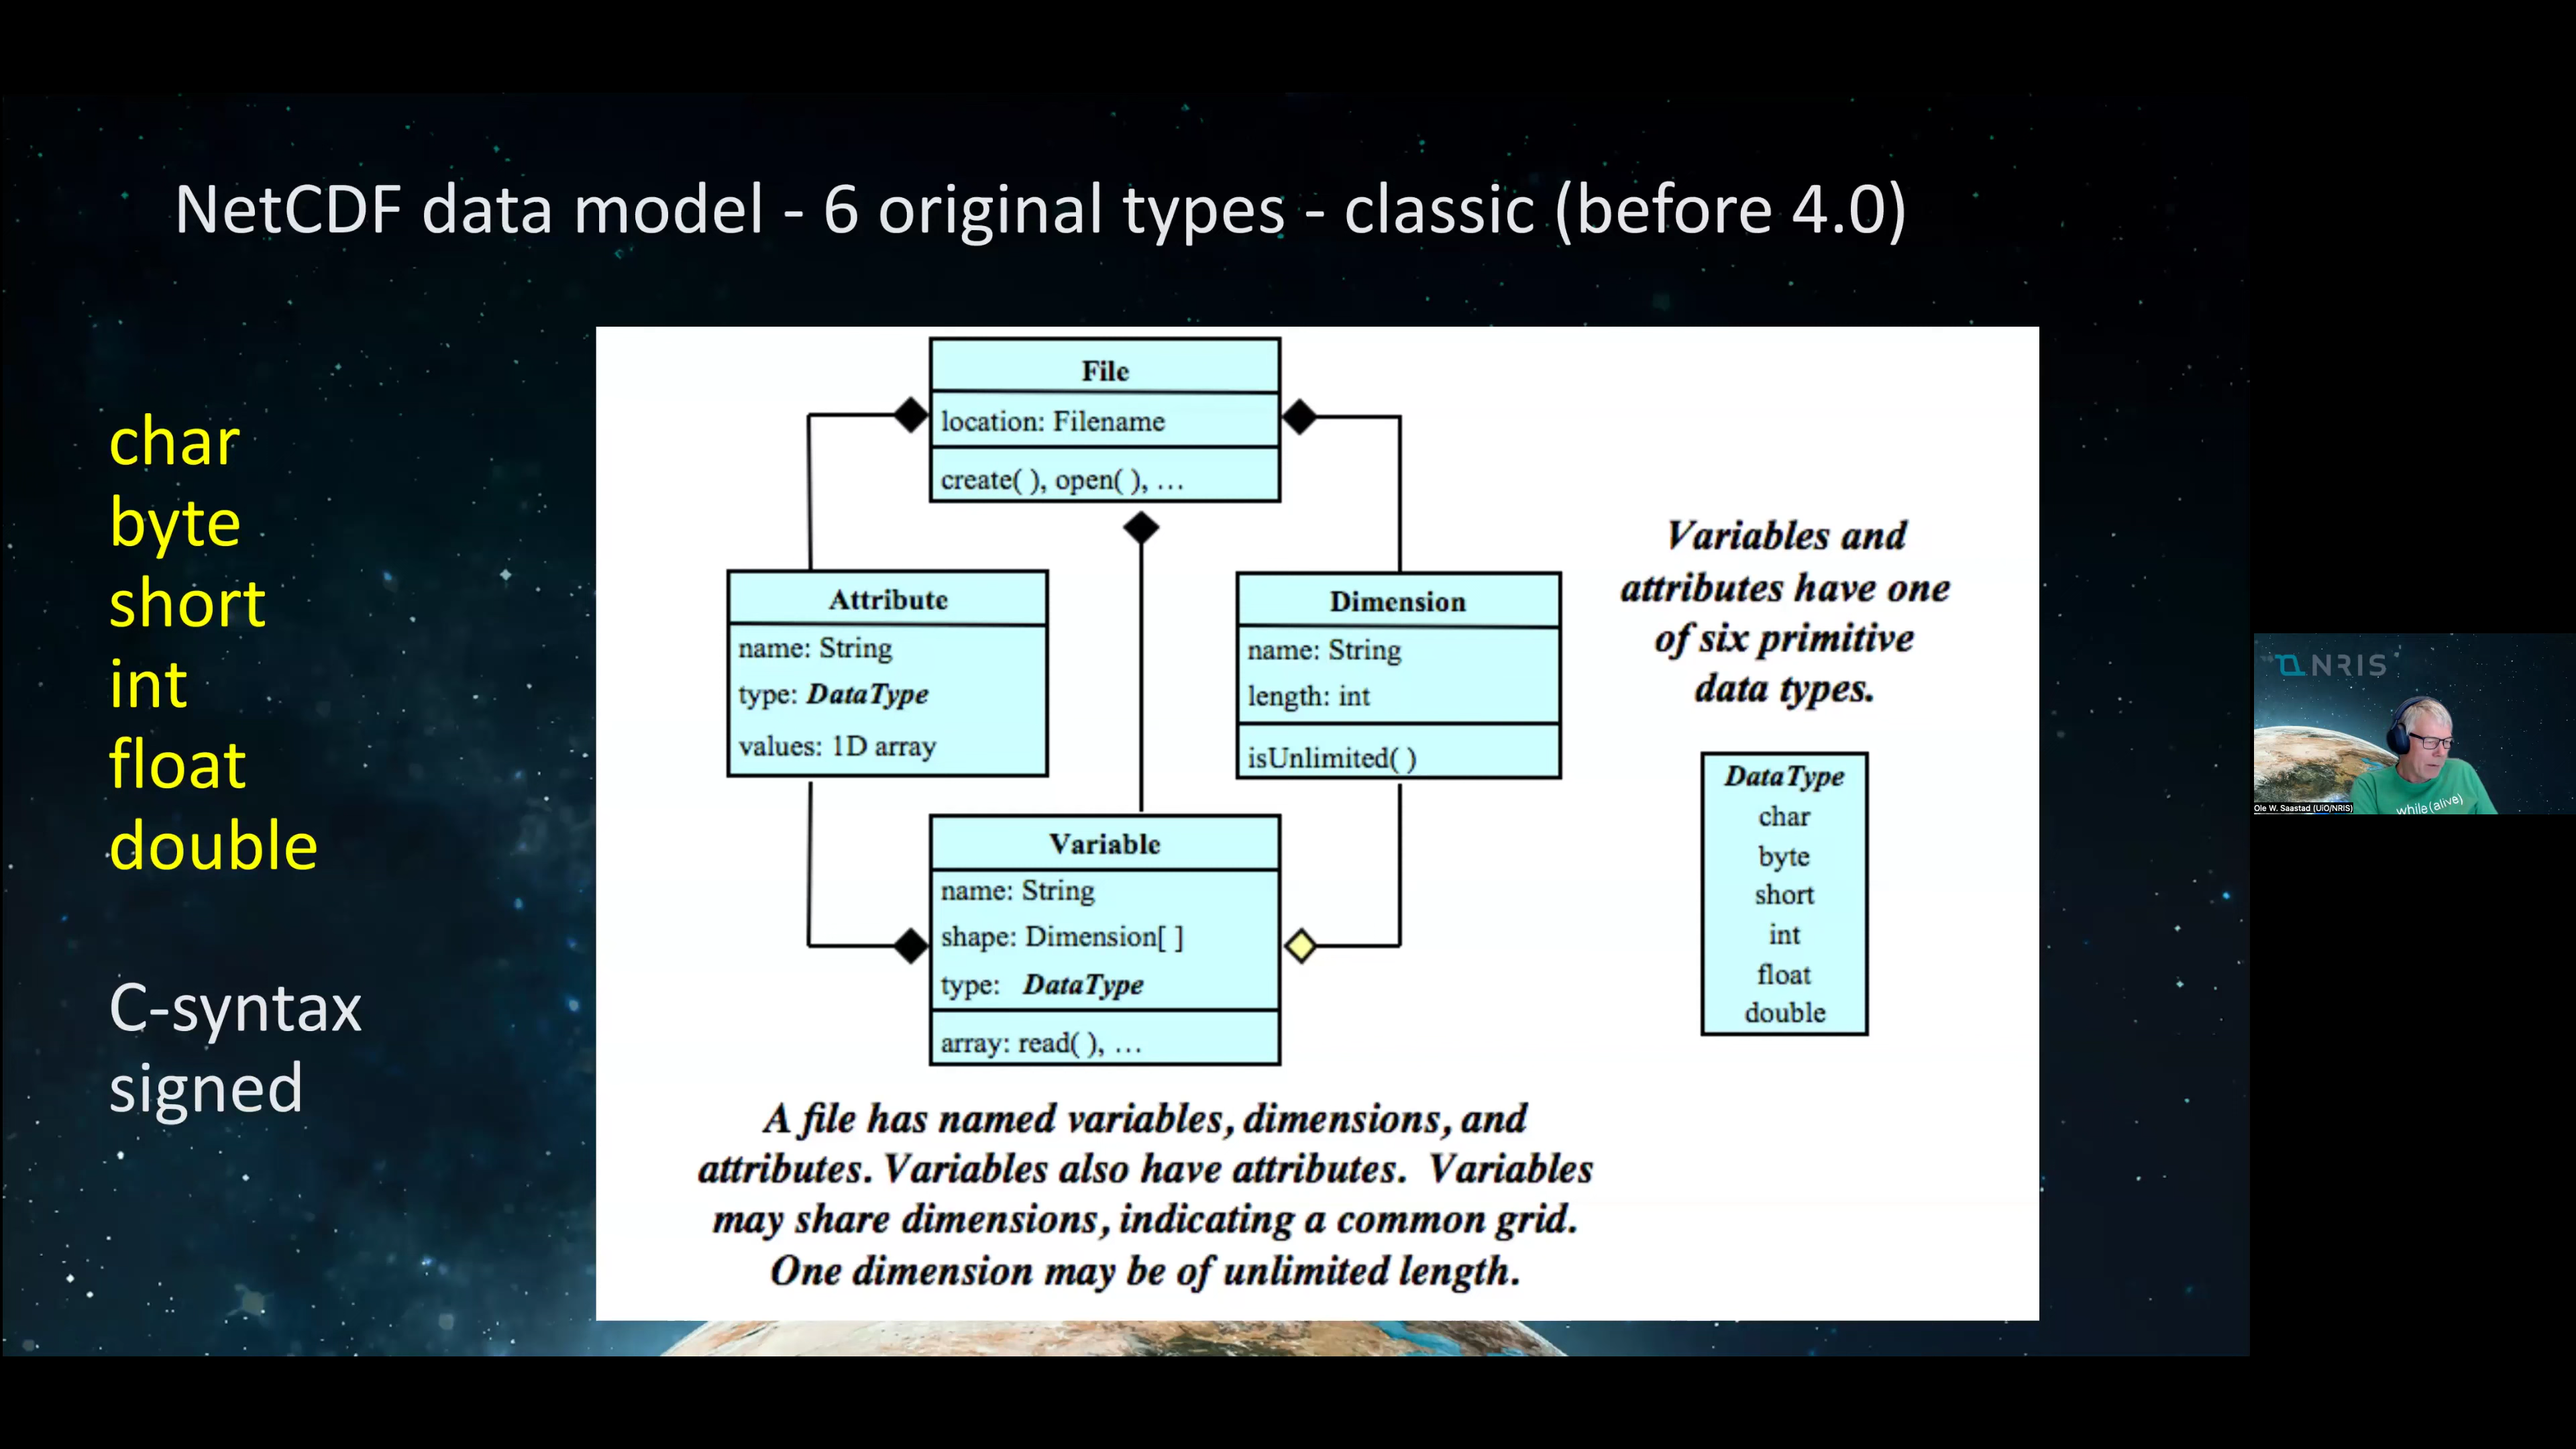 NetCDF data model - 6 original types - classic (before 4.0)
char
byte
short
int
float
double
C-syntax
signed
File
location: Filename
create( ), open( ), ...
Attribute
name: String
type: DataType
values: 1D array
Dimension
name: String
length: int
isUnlimited( )
Variable
name: String
shape: Dimension[ ]
type: DataType
array: read( ), ...
Variables and
attributes have one
of six primitive
data types.
DataType
char
byte
short
int
float
double
A file has named variables, dimensions, and
attributes. Variables also have attributes. Variables
may share dimensions, indicating a common grid.
One dimension may be of unlimited length.
NRIS
while(alive)
Ole W. Saastad (UiO/NRIS)